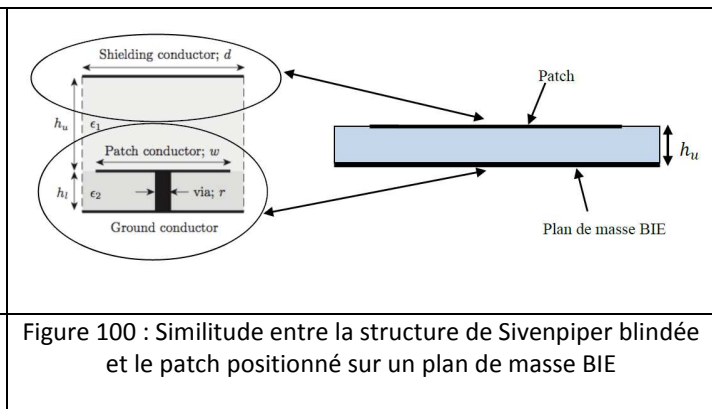 Shielding conductor; d
h_u
ϵ_1
Patch conductor; w
h_l
ϵ_2
via; r
Ground conductor
Patch
h_u
Plan de masse BIE
Figure 100 : Similitude entre la structure de Sivenpiper blindée
et le patch positionné sur un plan de masse BIE